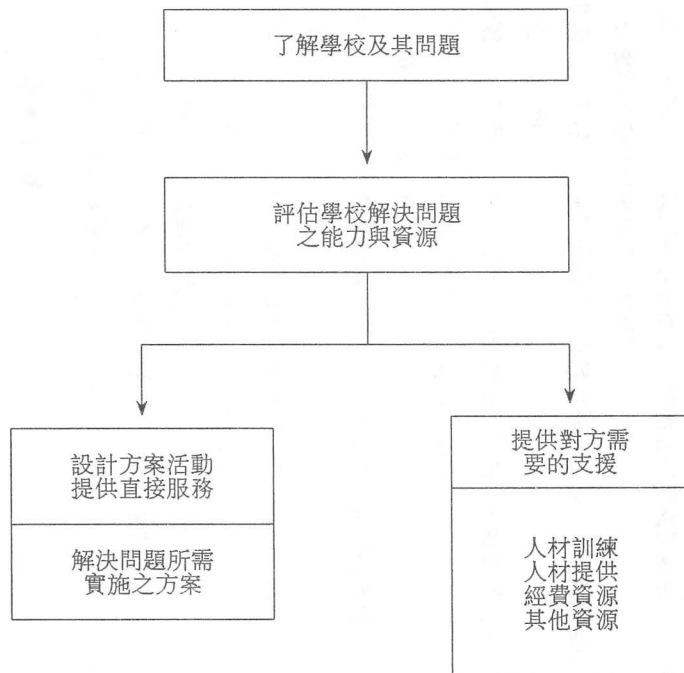 了解學校及其問題
評估學校解決問題
之能力與資源
設計方案活動
提供直接服務
解決問題所需
實施之方案
提供對方需
要的支援
人材訓練
人材提供
經費資源
其他資源